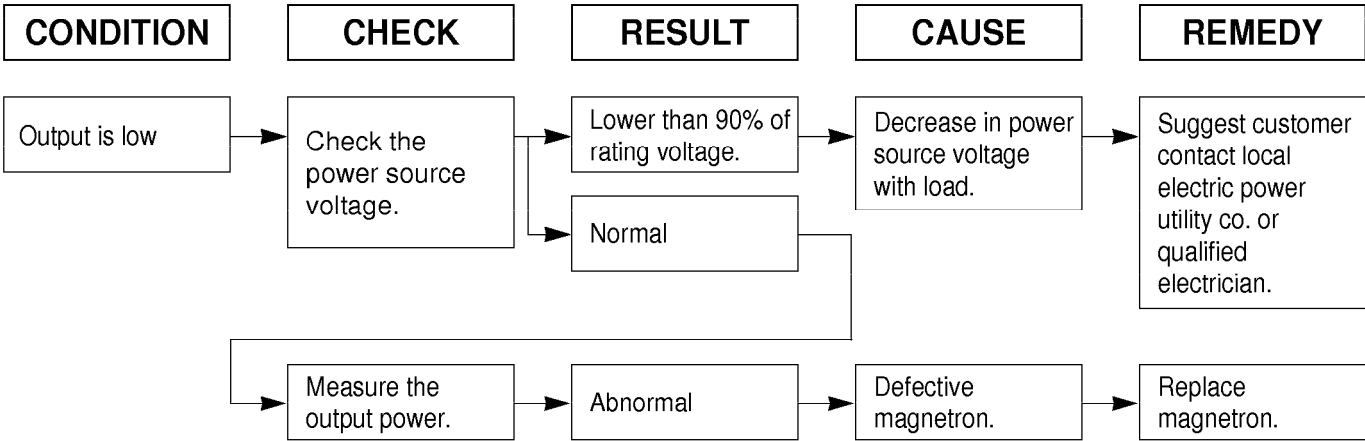 CONDITION
CHECK
RESULT
CAUSE
REMEDY
Output is low
Check the
power source
voltage.
Lower than 90% of
rating voltage.
Decrease in power
source voltage
with load.
Suggest customer
contact local
electric power
utility co. or
qualified
electrician.
Normal
Measure the
output power.
Abnormal
Defective
magnetron.
Replace
magnetron.